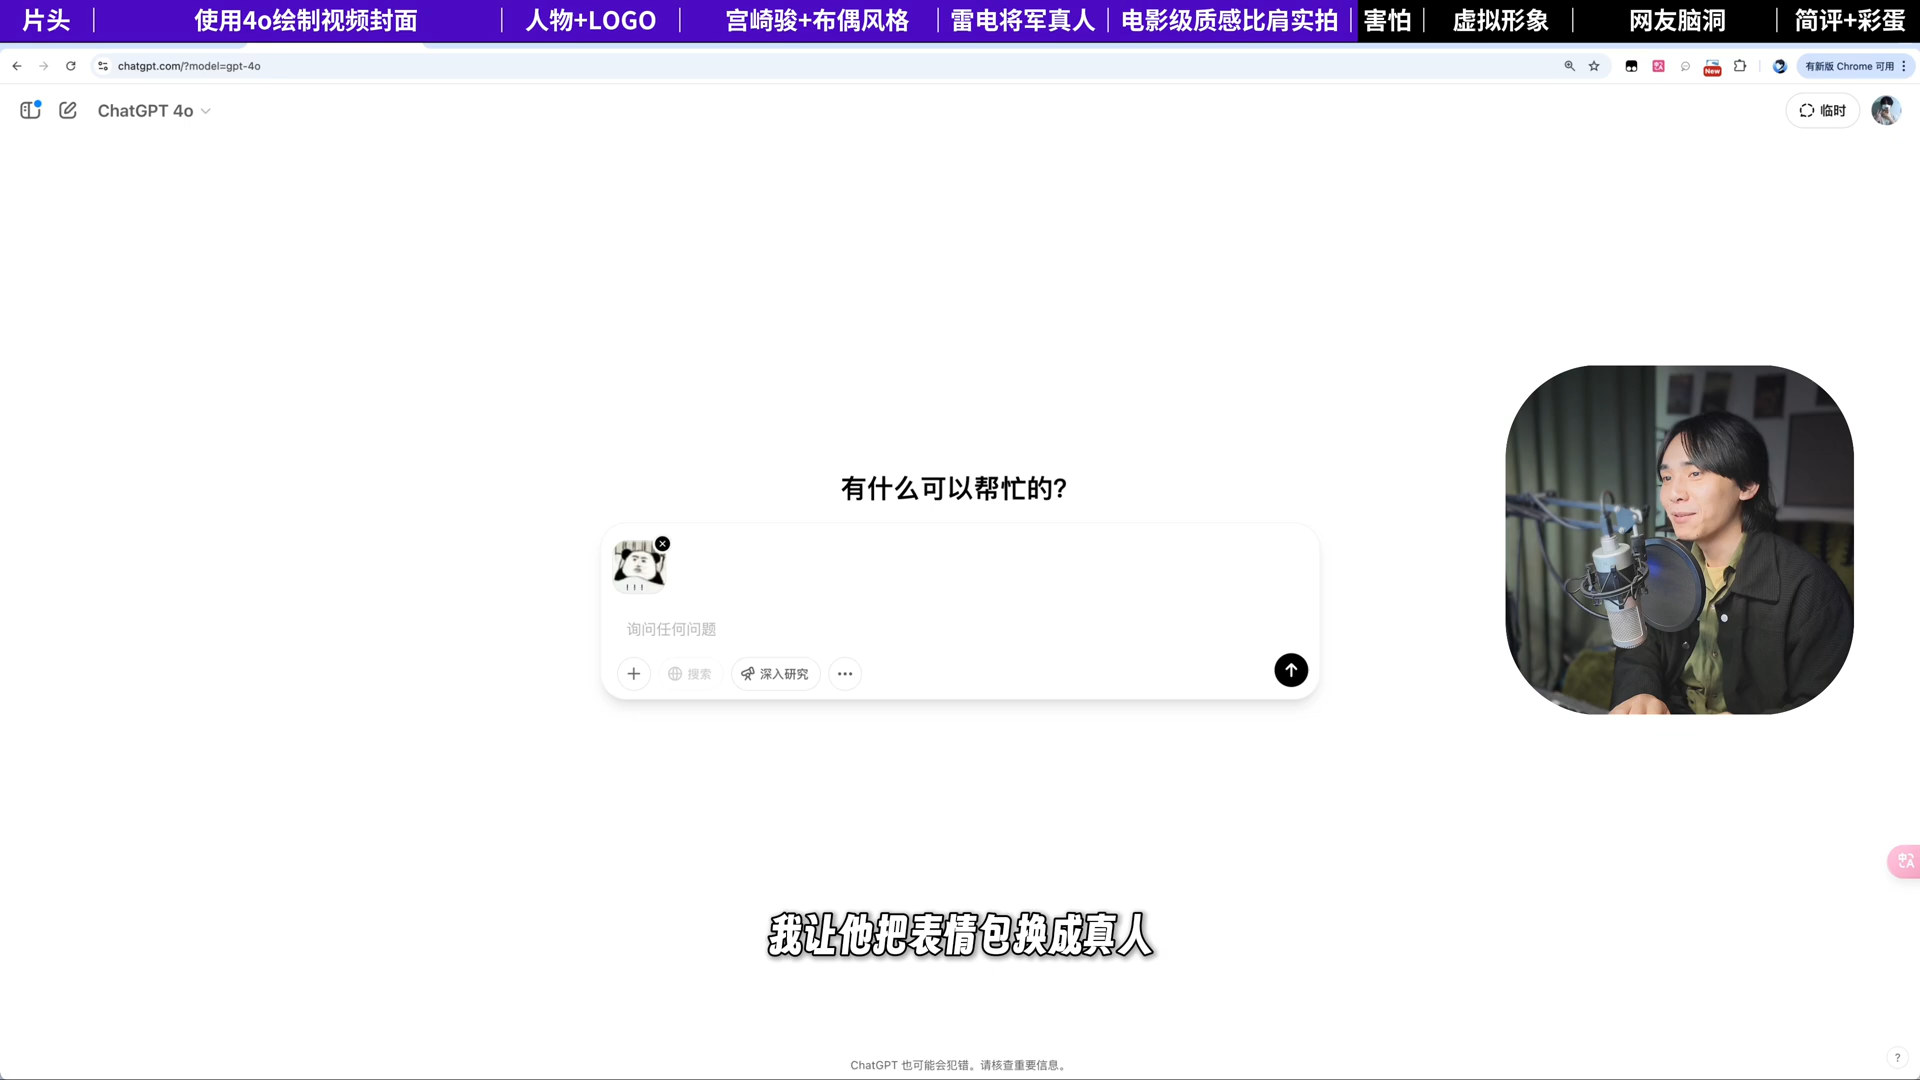 片头 | 使用4o绘制视频封面 | 人物+LOGO | 宫崎骏+布偶风格 | 雷电将军真人 | 电影级质感比肩实拍 | 害怕 | 虚拟形象 | 网友脑洞 | 简评+彩蛋
chatgpt.com/?model=gpt-4o
New
有新版 Chrome 可用
ChatGPT 4o
临时
有什么可以帮忙的?
询问任何问题
搜索
深入研究
我让他把表情包换成真人
ChatGPT 也可能会犯错。请核查重要信息。
?